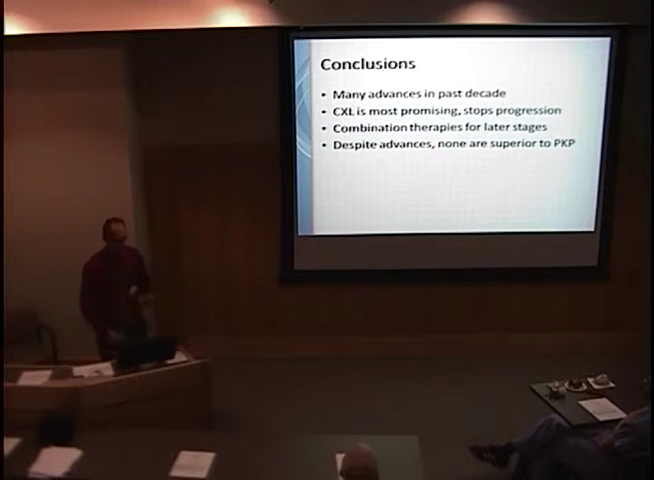 Conclusions
• Many advances in past decade
• CXL is most promising, stops progression
• Combination therapies for later stages
• Despite advances, none are superior to PKP